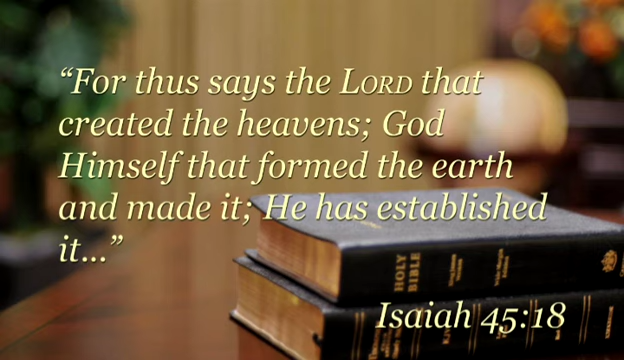 “For thus says the LORD that
created the heavens; God
Himself that formed the earth
and made it; He has established
it...”
HOLY
BIBLE
Isaiah 45:18